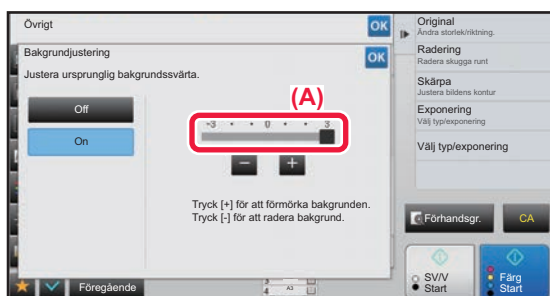 Övrigt
OK
Bakgrundjustering
OK
Justera ursprunglig bakgrundssvärta.
(A)
Off
On
-3 • • 0 • • 3
− +
Tryck [+] för att förmörka bakgrunden.
Tryck [-] för att radera bakgrund.
Föregående
A3
Original
Ändra storlek/riktning.
Radering
Radera skugga runt
Skärpa
Justera bildens kontur
Exponering
Välj typ/exponering
Välj typ/exponering
Förhandsgr.
CA
SV/V
Start
Färg
Start